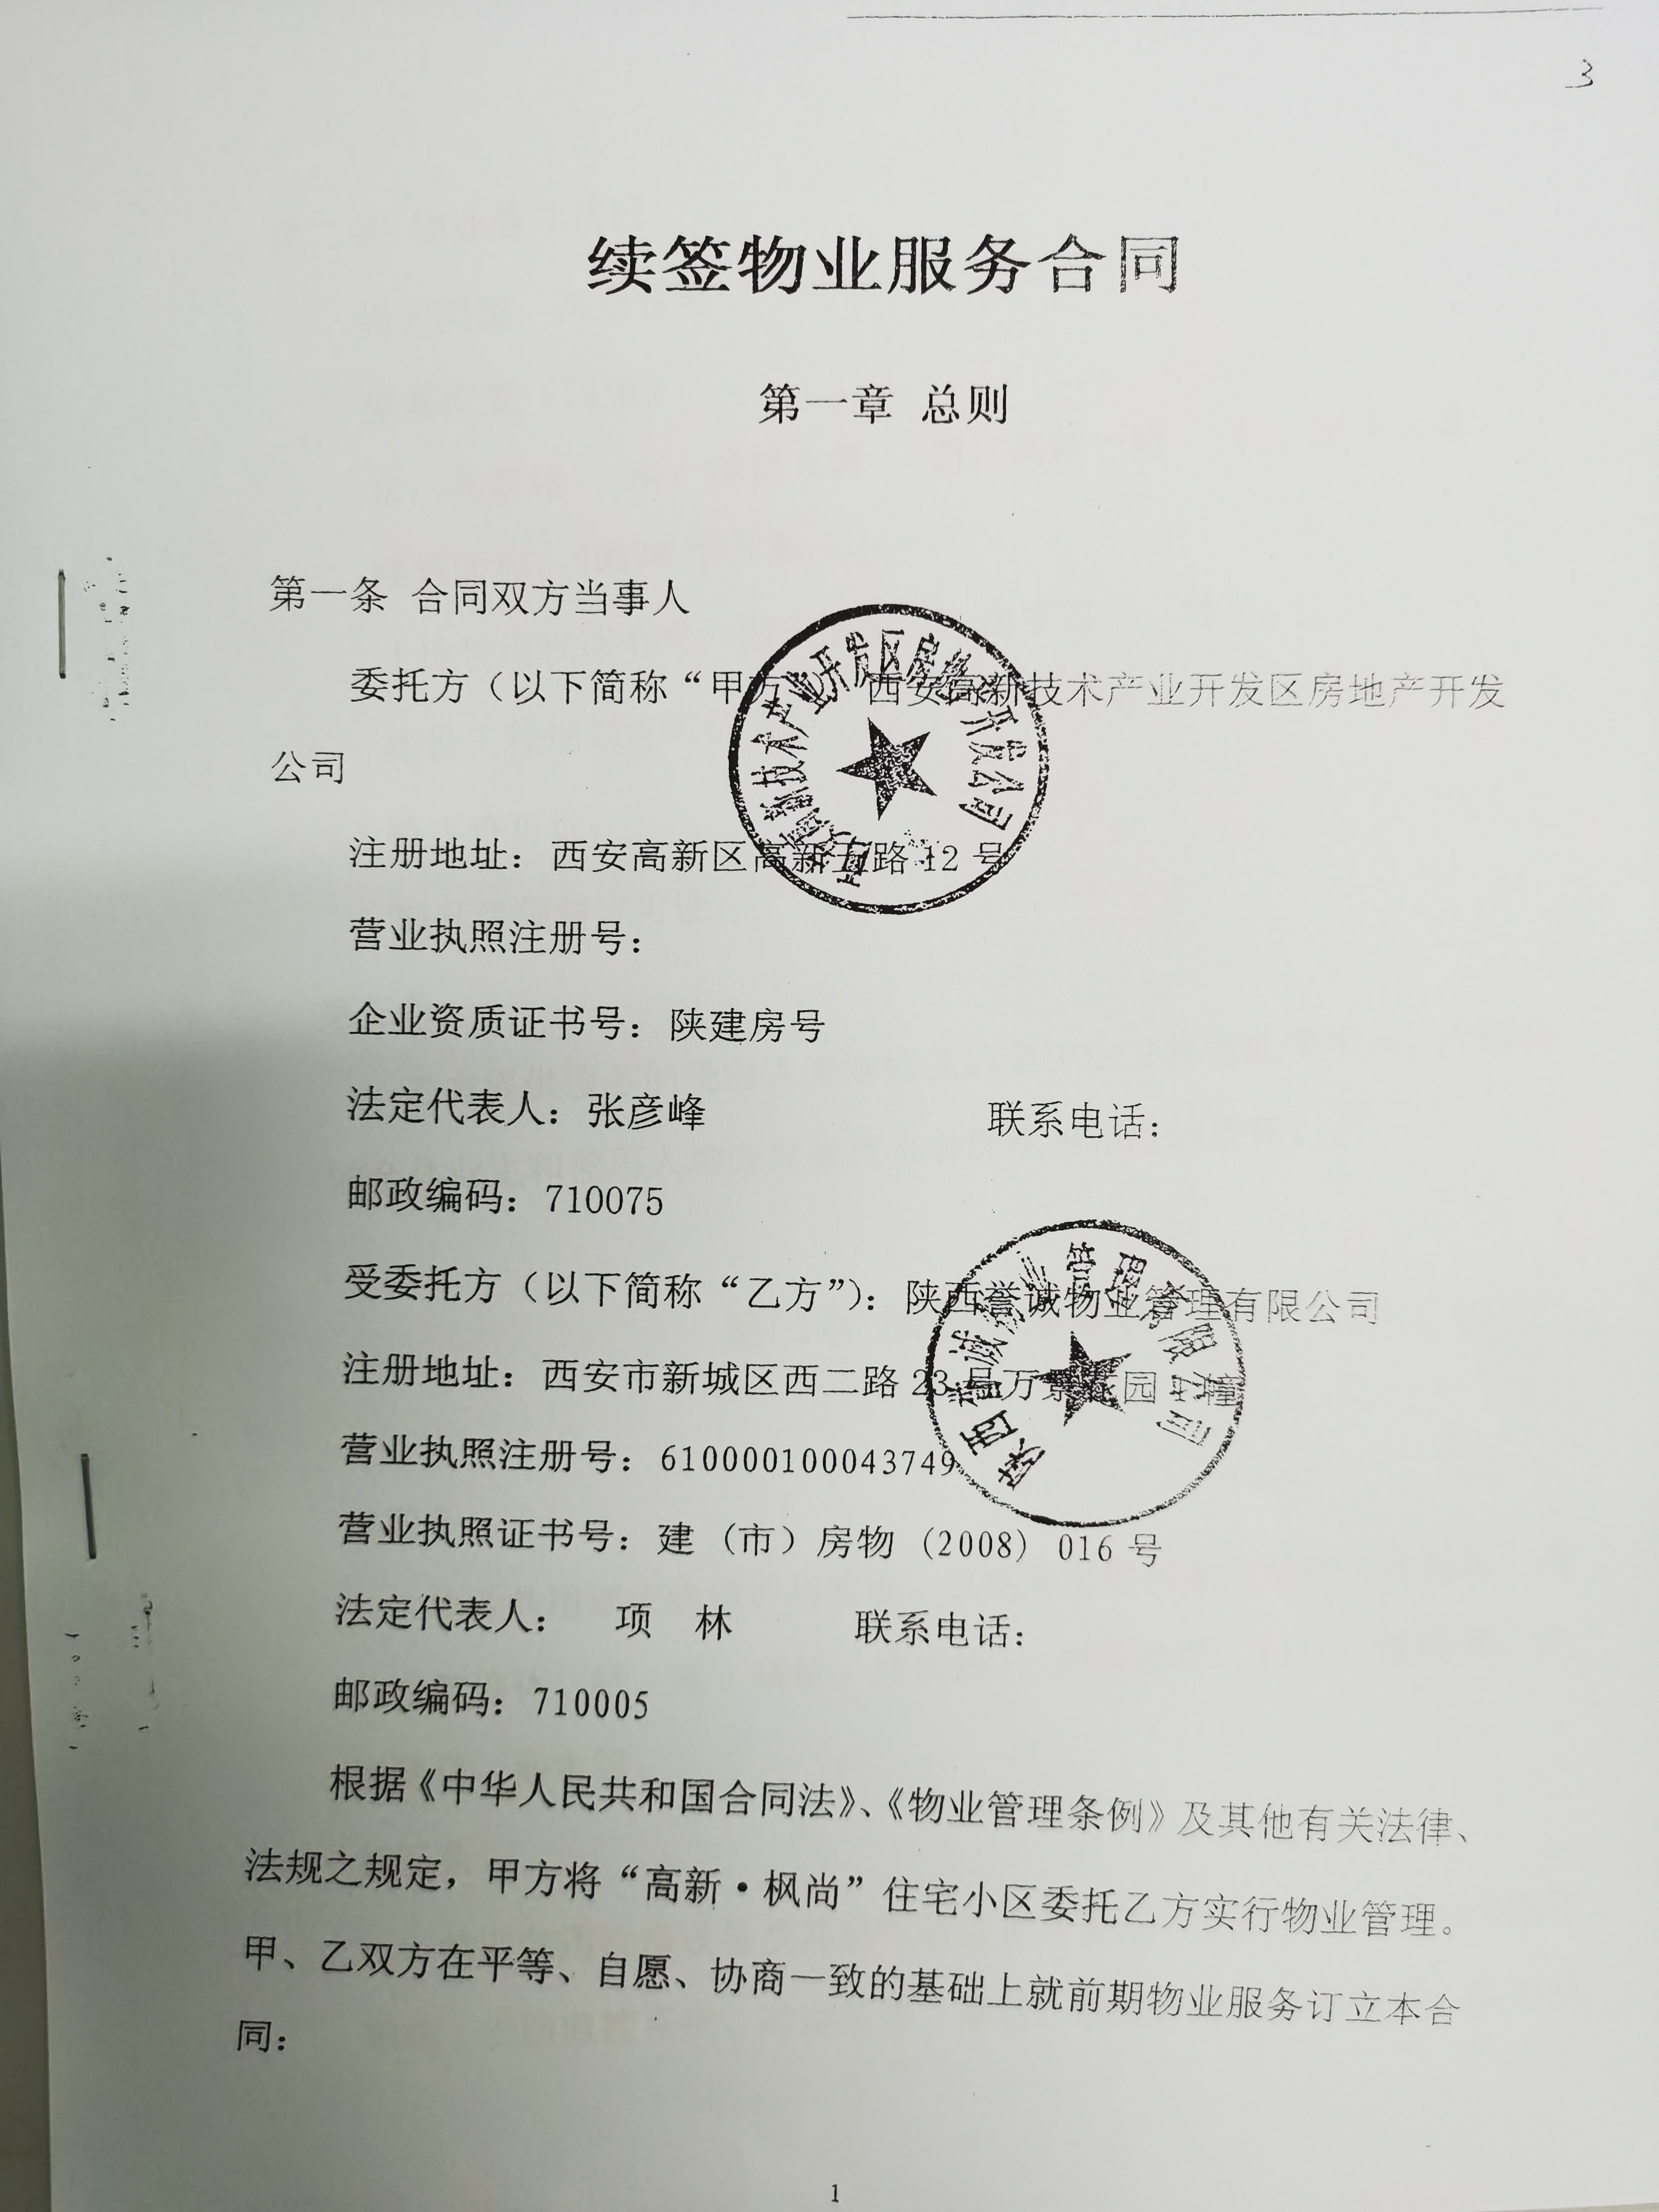 3
续签物业服务合同
第一章 总则
第一条 合同双方当事人
委托方（以下简称“甲方” 西安高新技术产业开发区房地产开发
公司
注册地址：西安高新区高新五路 12 号
营业执照注册号：
企业资质证书号：陕建房号
法定代表人：张彦峰 联系电话：
邮政编码：710075
受委托方（以下简称“乙方”）：陕西誉诚物业管理有限公司
注册地址：西安市新城区西二路 23 号万景花园
营业执照注册号：610000100043749
营业执照证书号：建（市）房物（2008）016 号
法定代表人： 项 林 联系电话：
邮政编码：710005
根据《中华人民共和国合同法》、《物业管理条例》及其他有关法律、
法规之规定，甲方将“高新·枫尚”住宅小区委托乙方实行物业管理。
甲、乙双方在平等、自愿、协商一致的基础上就前期物业服务订立本合
同：
1